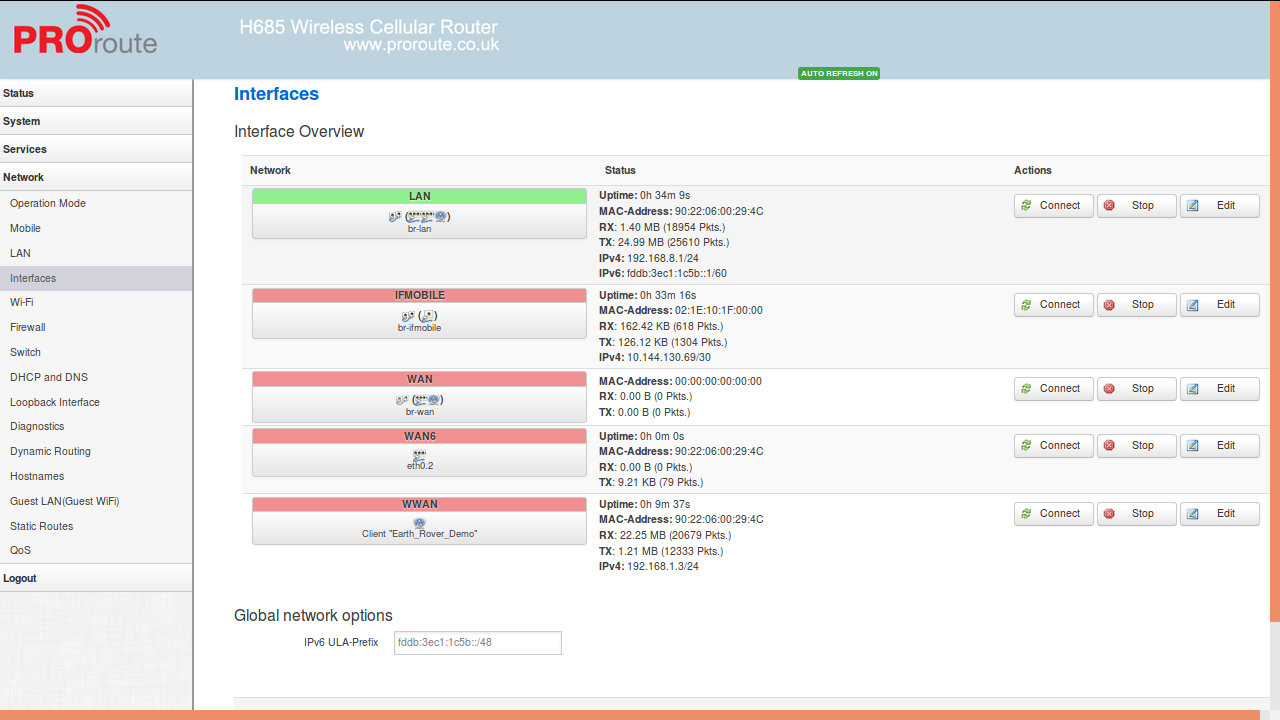 PROroute
H685 Wireless Cellular Router
www.proroute.co.uk
AUTO REFRESH ON
Status
System
Services
Network
Operation Mode
Mobile
LAN
Interfaces
Wi-Fi
Firewall
Switch
DHCP and DNS
Loopback Interface
Diagnostics
Dynamic Routing
Hostnames
Guest LAN(Guest WiFi)
Static Routes
QoS
Logout
Interfaces
Interface Overview
Network Status Actions
LAN
br-lan
Uptime: 0h 34m 9s
MAC-Address: 90:22:06:00:29:4C
RX: 1.40 MB (18954 Pkts.)
TX: 24.99 MB (25610 Pkts.)
IPv4: 192.168.8.1/24
IPv6: fddb:3ec1:1c5b::1/60
Connect Stop Edit
IFMOBILE
br-ifmobile
Uptime: 0h 33m 16s
MAC-Address: 02:1E:10:1F:00:00
RX: 162.42 KB (618 Pkts.)
TX: 126.12 KB (1304 Pkts.)
IPv4: 10.144.130.69/30
Connect Stop Edit
WAN
br-wan
MAC-Address: 00:00:00:00:00:00
RX: 0.00 B (0 Pkts.)
TX: 0.00 B (0 Pkts.)
Connect Stop Edit
WAN6
eth0.2
Uptime: 0h 0m 0s
MAC-Address: 90:22:06:00:29:4C
RX: 0.00 B (0 Pkts.)
TX: 9.21 KB (79 Pkts.)
Connect Stop Edit
WWAN
Client "Earth_Rover_Demo"
Uptime: 0h 9m 37s
MAC-Address: 90:22:06:00:29:4C
RX: 22.25 MB (20679 Pkts.)
TX: 1.21 MB (12333 Pkts.)
IPv4: 192.168.1.3/24
Connect Stop Edit
Global network options
IPv6 ULA-Prefix fddb:3ec1:1c5b::/48